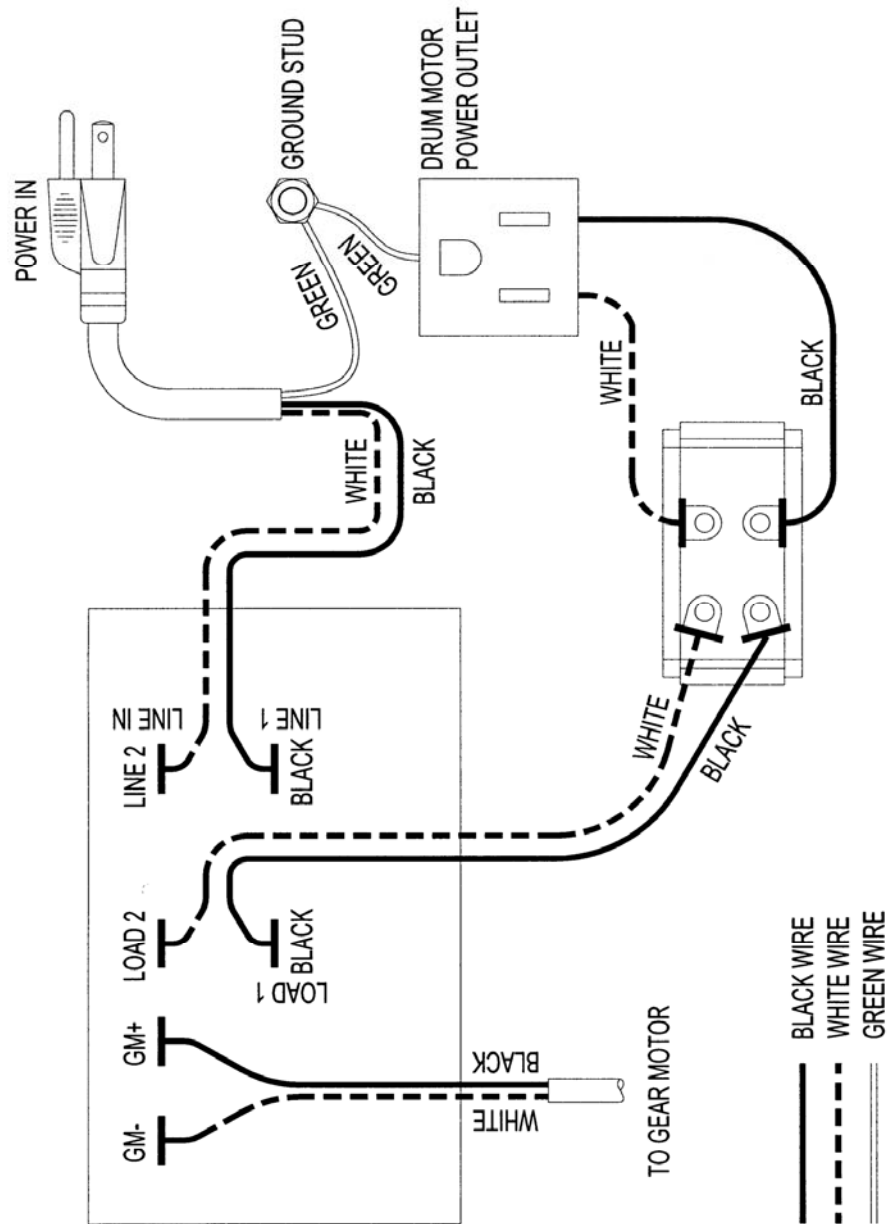 POWER IN
GROUND STUD
GREEN
GREEN
DRUM MOTOR
POWER OUTLET
WHITE
BLACK
WHITE
BLACK
LINE IN
LINE 2
LINE 1
BLACK
WHITE
BLACK
LOAD 2
BLACK
LOAD 1
GM+
GM-
BLACK
WHITE
TO GEAR MOTOR
BLACK WIRE
WHITE WIRE
GREEN WIRE